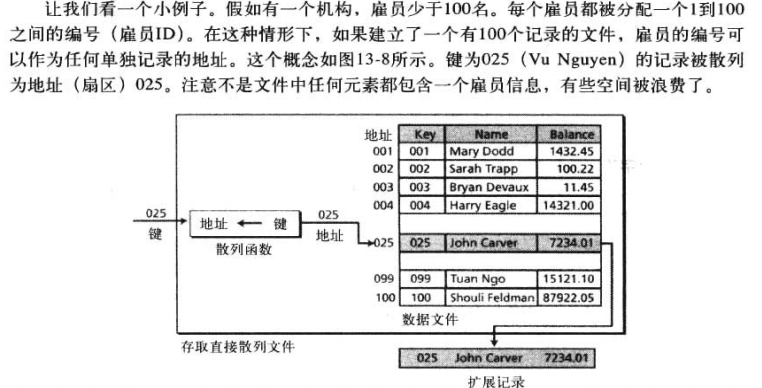 让我们看一个小例子。假如有一个机构，雇员少于100名。每个雇员都被分配一个1到100
之间的编号（雇员ID）。在这种情形下，如果建立了一个有100个记录的文件，雇员的编号可
以作为任何单独记录的地址。这个概念如图13-8所示。键为025（Vu Nguyen）的记录被散列
为地址（扇区）025。注意不是文件中任何元素都包含一个雇员信息，有些空间被浪费了。
地址 Key Name Balance
001 001 Mary Dodd 1432.45
002 002 Sarah Trapp 100.22
003 003 Bryan Devaux 11.45
004 004 Harry Eagle 14321.00
025
键
地址 ← 键
散列函数
025
地址
025 025 John Carver 7234.01
099 099 Tuan Ngo 15121.10
100 100 Shouli Feldman 87922.05
数据文件
存取直接散列文件
025 John Carver 7234.01
扩展记录